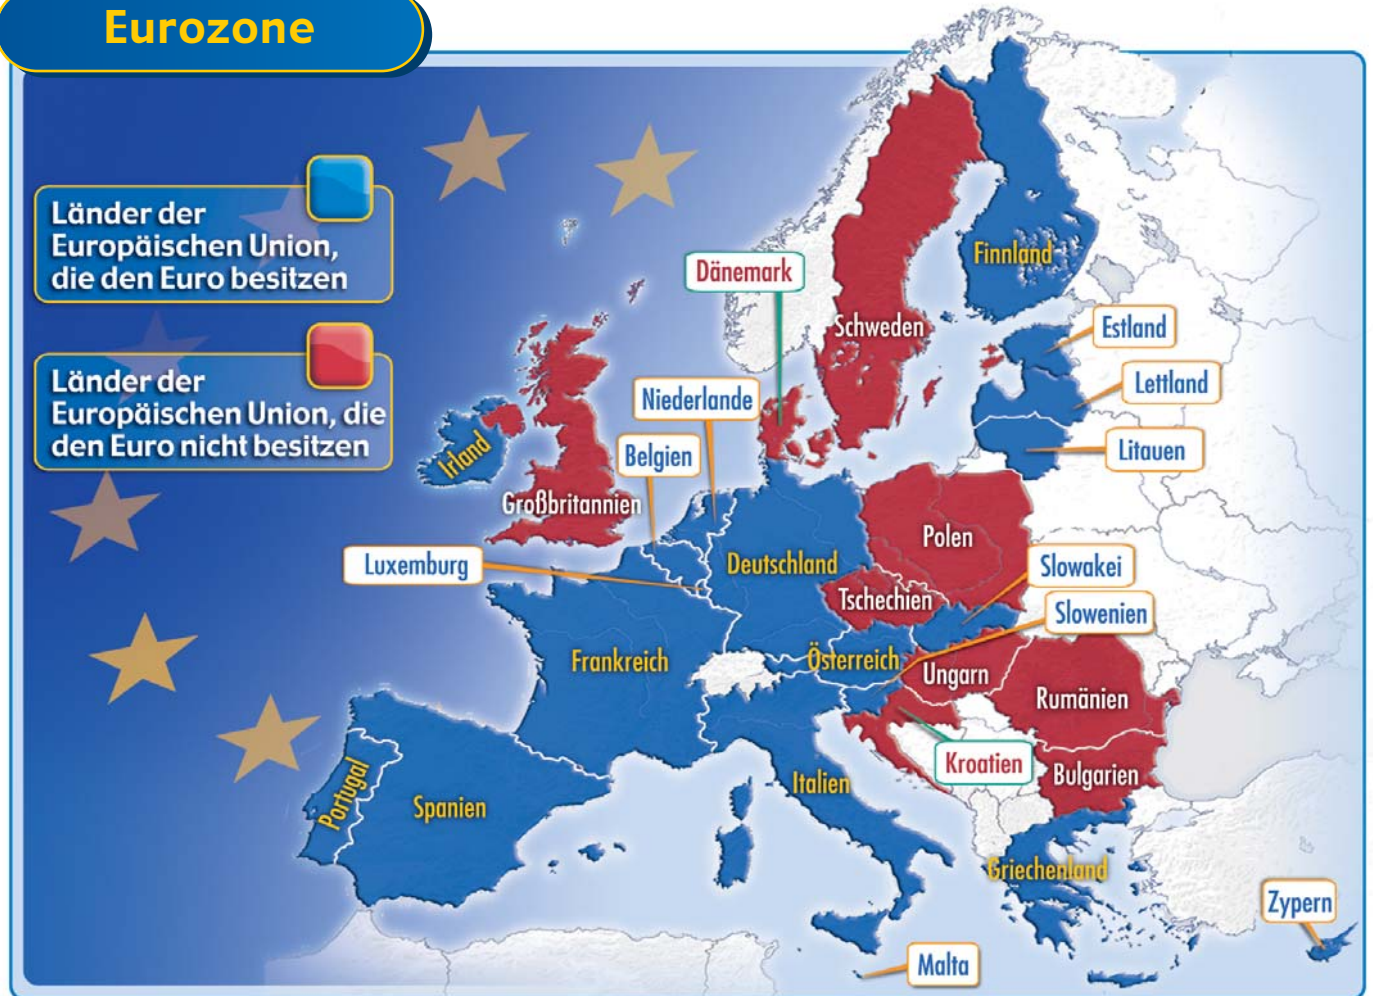 Eurozone
Länder der
Europäischen Union,
die den Euro besitzen
Länder der
Europäischen Union, die
den Euro nicht besitzen
Finnland
Dänemark
Schweden
Estland
Lettland
Niederlande
Litauen
Belgien
Irland
Großbritannien
Polen
Luxemburg
Deutschland
Slowakei
Tschechien
Slowenien
Frankreich
Österreich
Ungarn
Rumänien
Kroatien
Bulgarien
Italien
Portugal
Spanien
Griechenland
Zypern
Malta